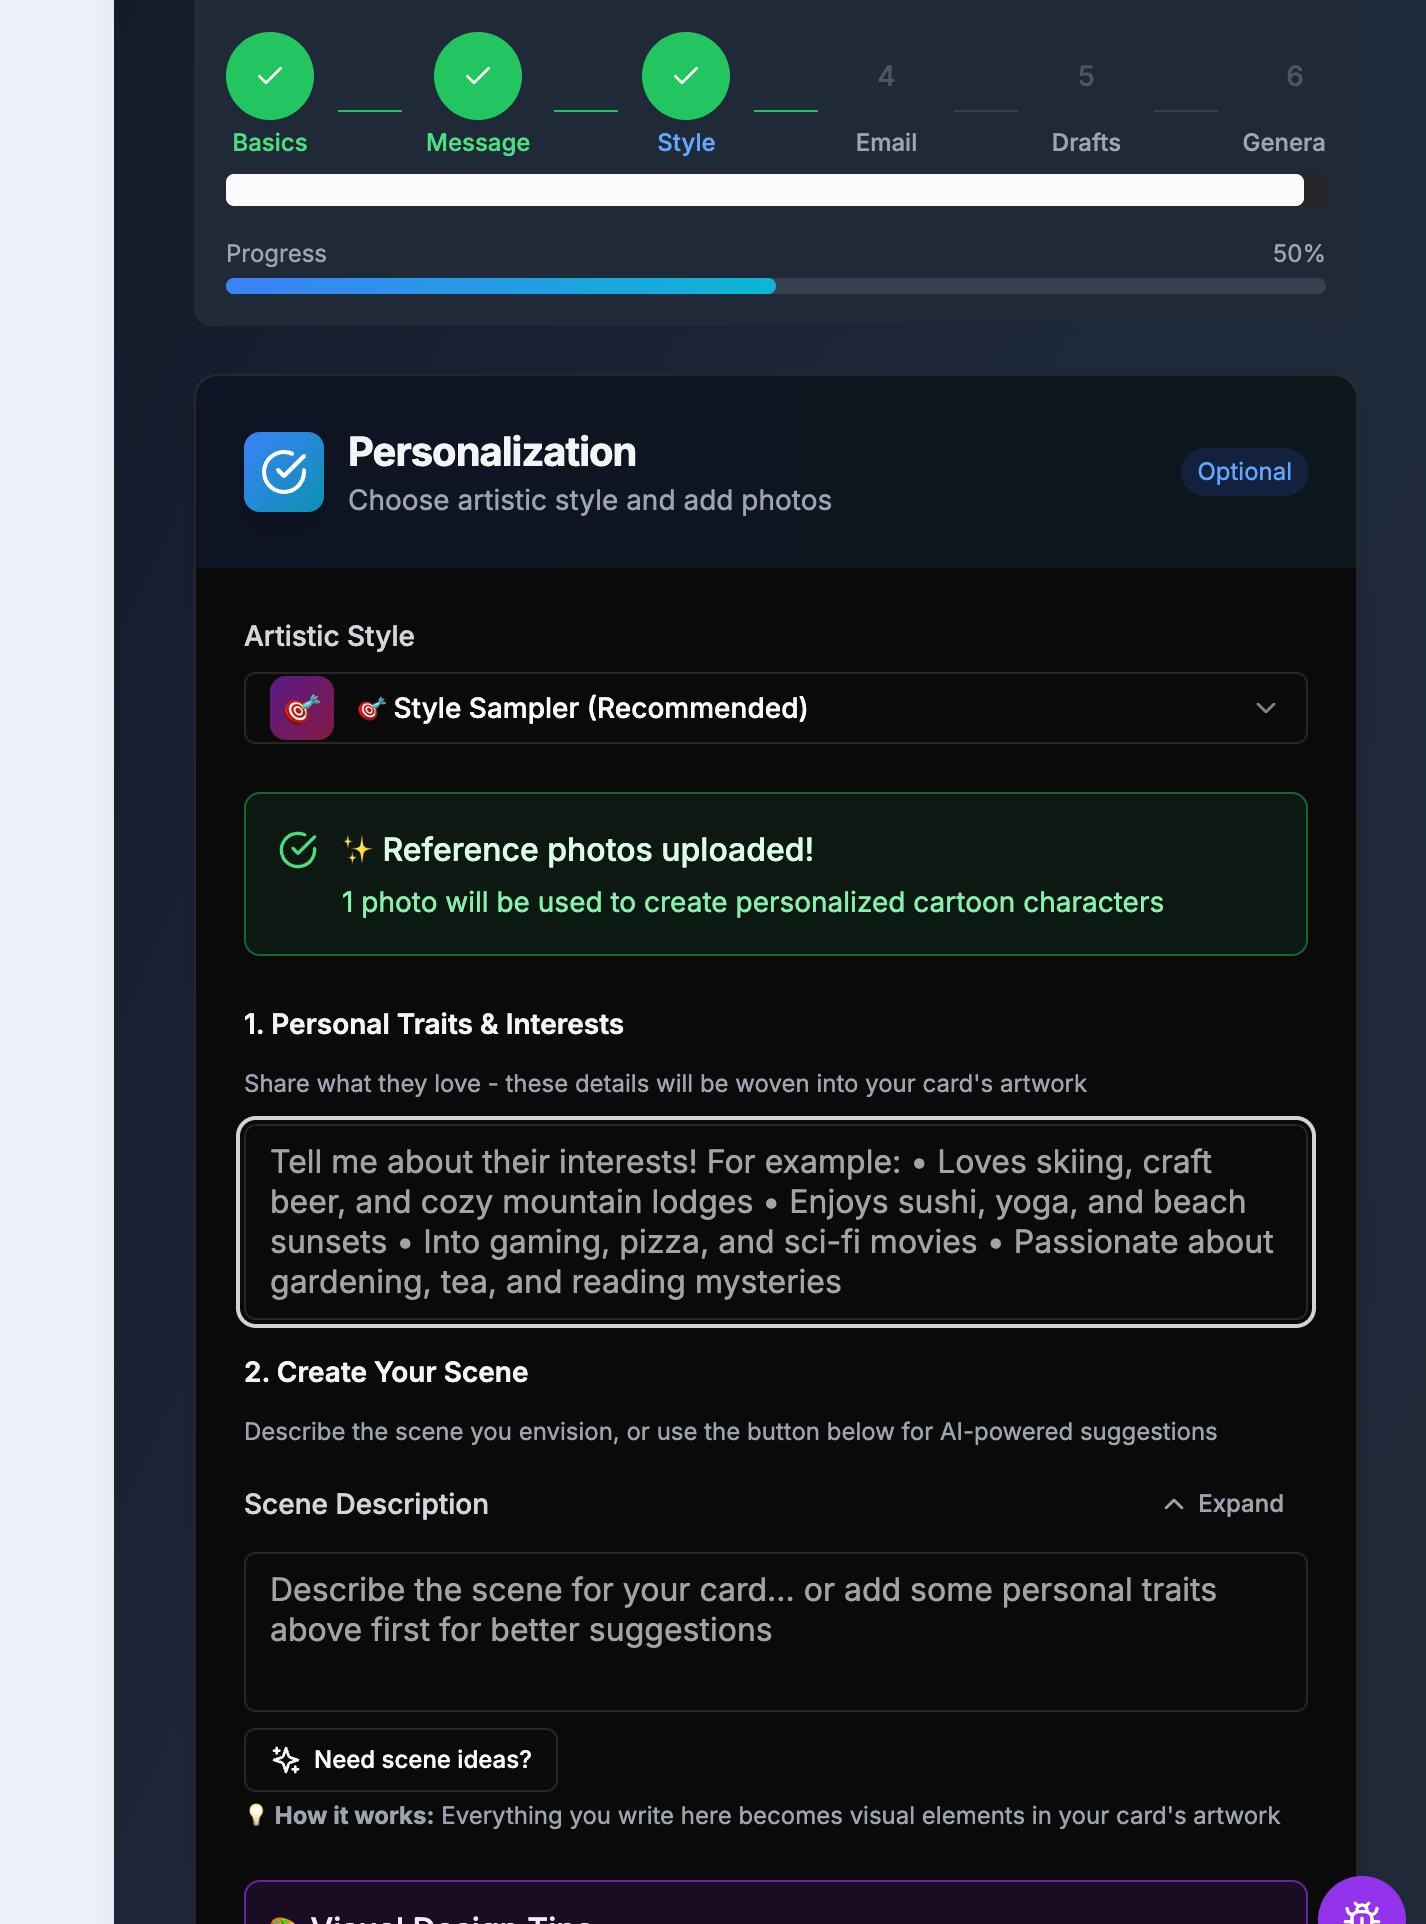 4
5
6
Basics
Message
Style
Email
Drafts
Genera
Progress
50%
Personalization
Choose artistic style and add photos
Optional
Artistic Style
🎯 Style Sampler (Recommended)
✨ Reference photos uploaded!
1 photo will be used to create personalized cartoon characters
1. Personal Traits & Interests
Share what they love - these details will be woven into your card's artwork
Tell me about their interests! For example: • Loves skiing, craft
beer, and cozy mountain lodges • Enjoys sushi, yoga, and beach
sunsets • Into gaming, pizza, and sci-fi movies • Passionate about
gardening, tea, and reading mysteries
2. Create Your Scene
Describe the scene you envision, or use the button below for AI-powered suggestions
Scene Description
Expand
Describe the scene for your card... or add some personal traits
above first for better suggestions
Need scene ideas?
💡 How it works: Everything you write here becomes visual elements in your card's artwork
Visual Design Tips